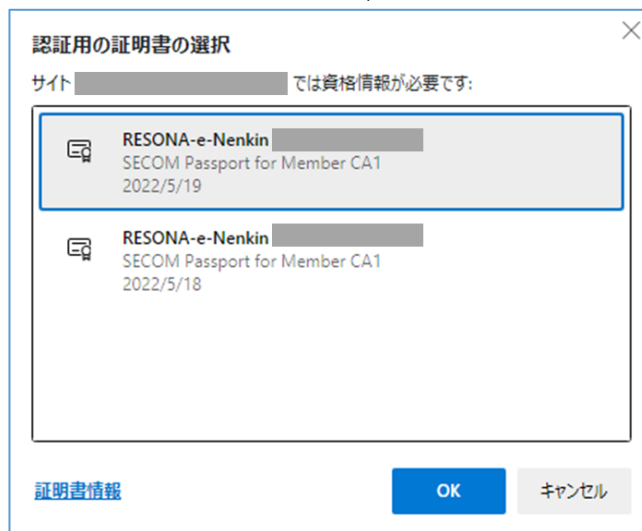 認証用の証明書の選択
サイト では資格情報が必要です:
RESONA-e-Nenkin
SECOM Passport for Member CA1
2022/5/19
RESONA-e-Nenkin
SECOM Passport for Member CA1
2022/5/18
証明書情報
OK
キャンセル